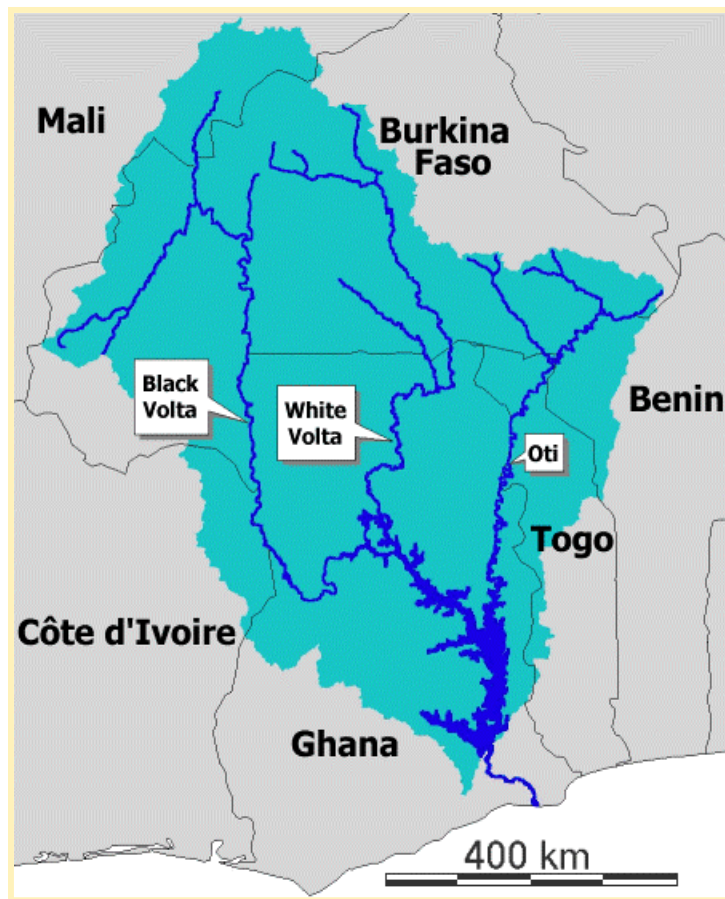 Mali
Burkina
Faso
Black
Volta
White
Volta
Benin
Oti
Togo
Côte d'Ivoire
Ghana
400 km